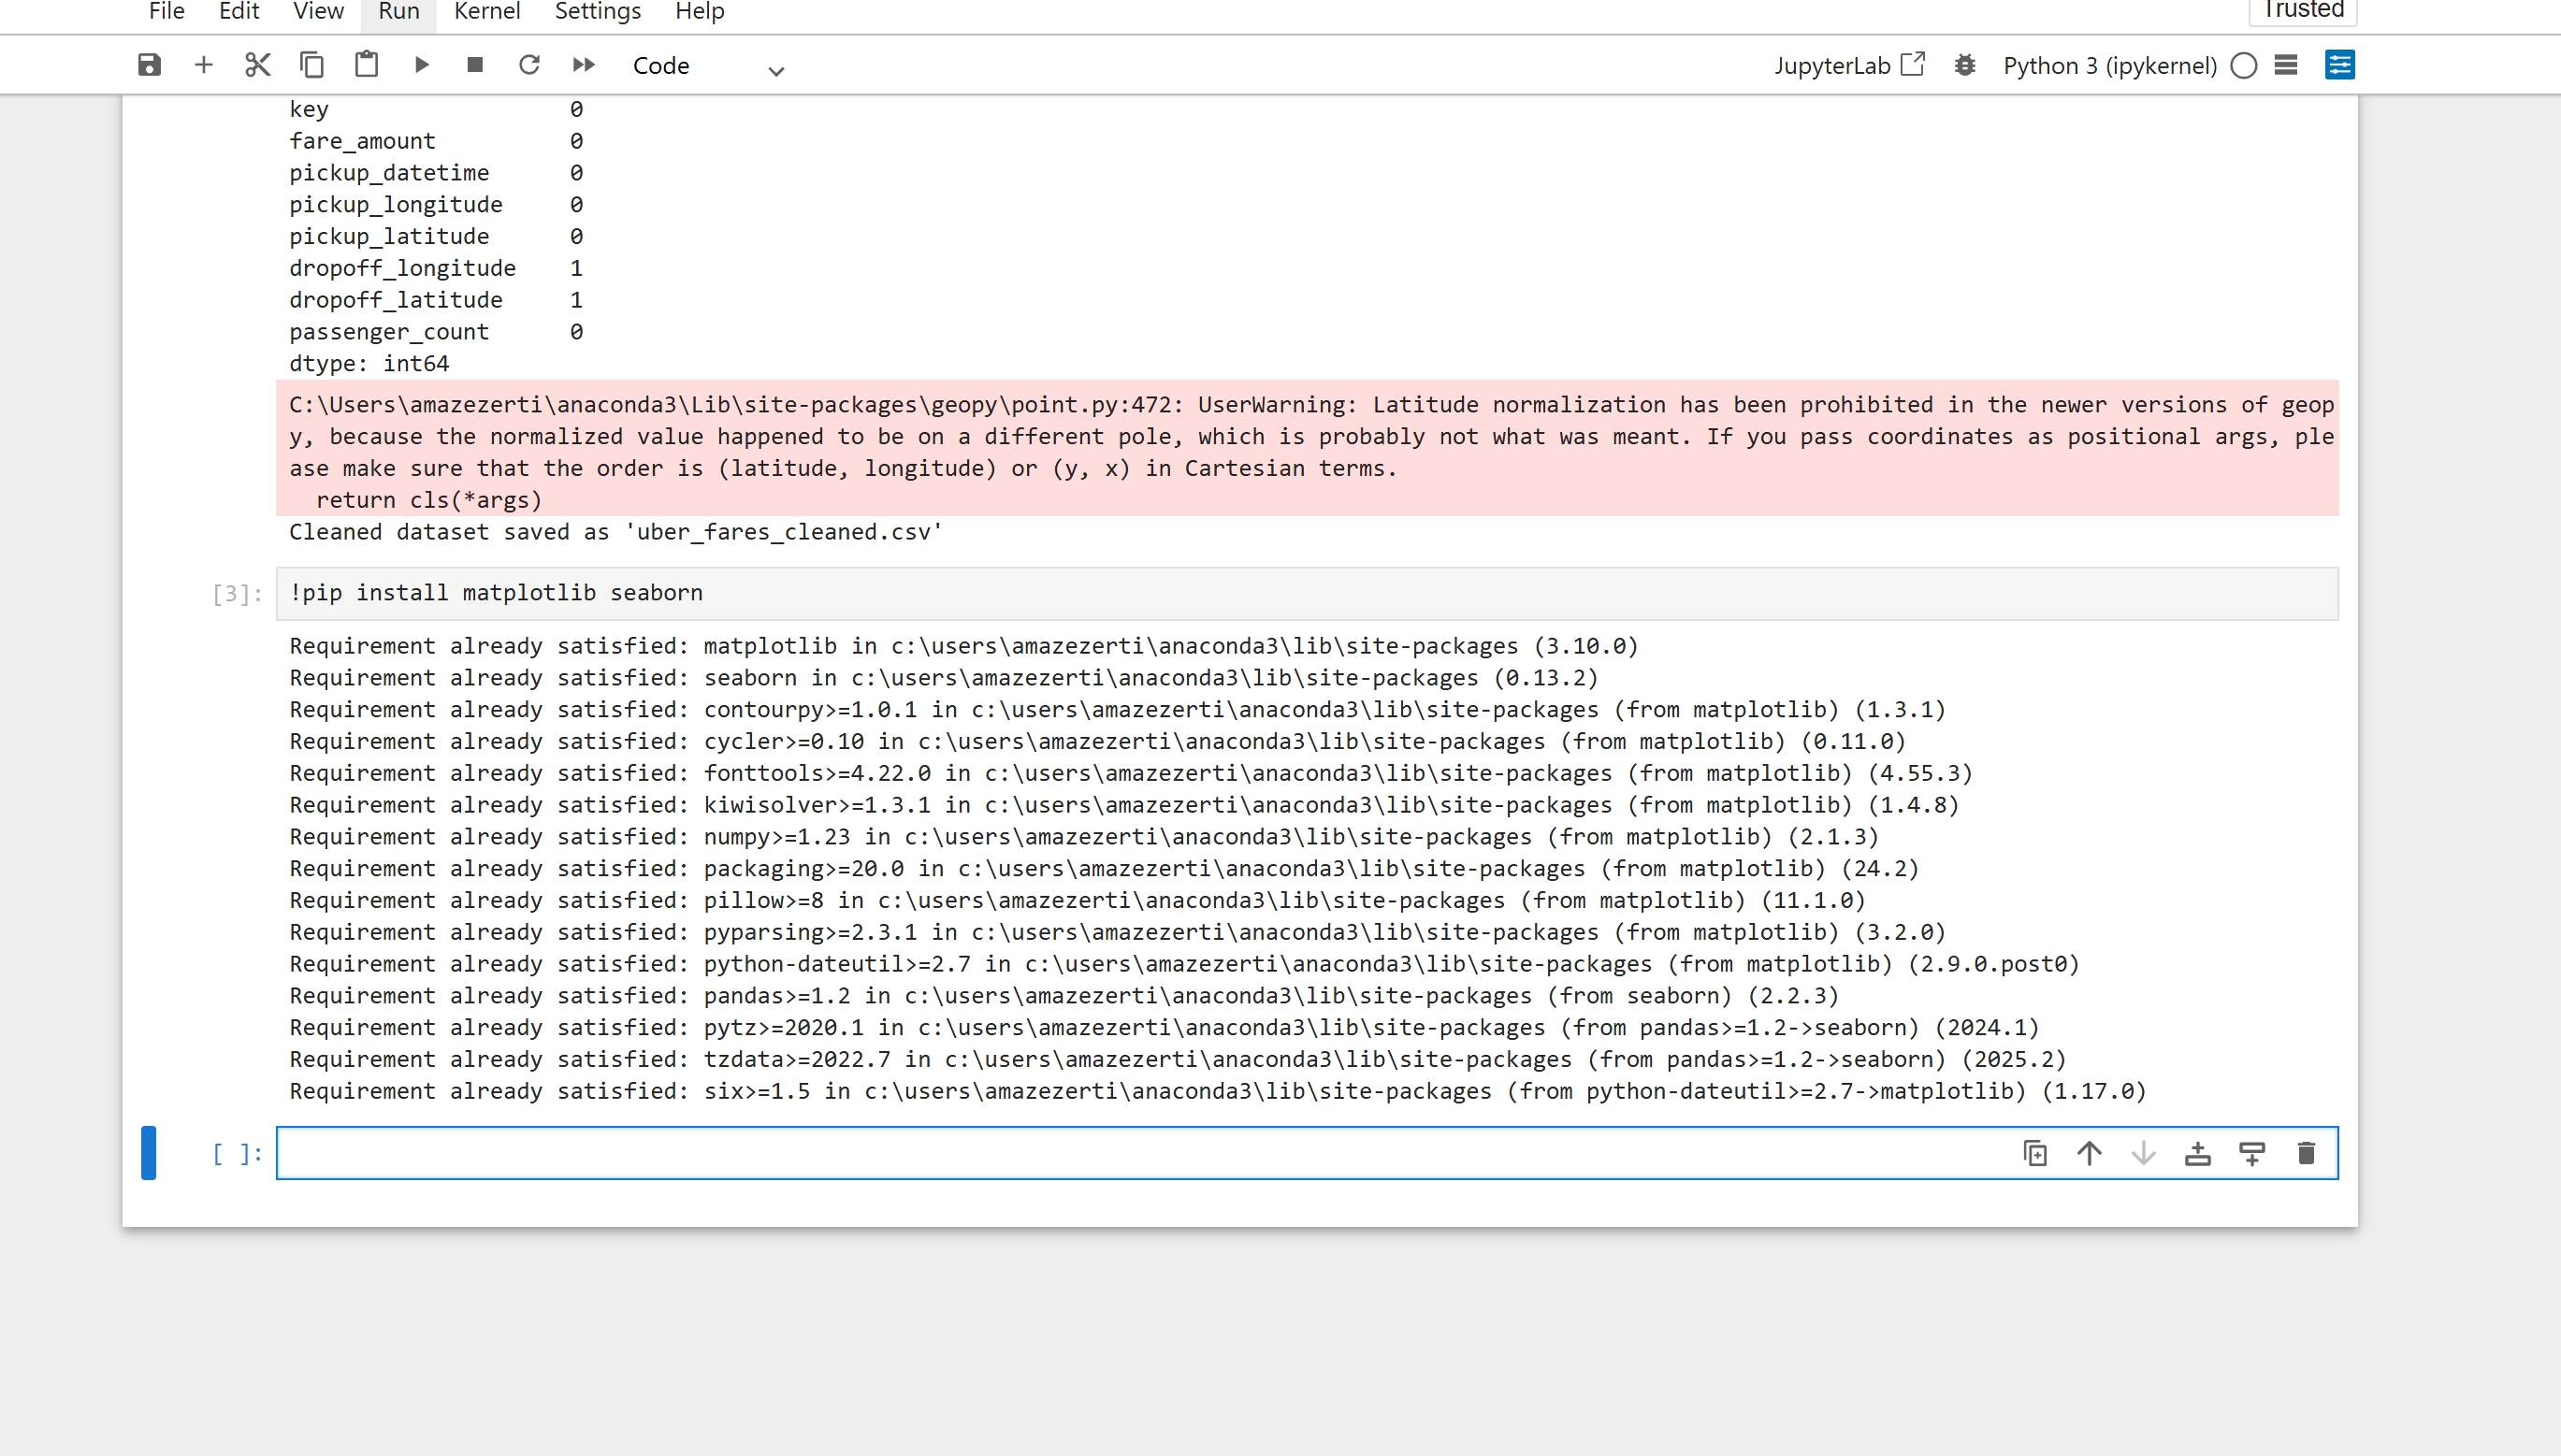 File Edit View Run Kernel Settings Help Trusted
Code JupyterLab Python 3 (ipykernel)
key 0
fare_amount 0
pickup_datetime 0
pickup_longitude 0
pickup_latitude 0
dropoff_longitude 1
dropoff_latitude 1
passenger_count 0
dtype: int64
C:\Users\amazezerti\anaconda3\Lib\site-packages\geopy\point.py:472: UserWarning: Latitude normalization has been prohibited in the newer versions of geop
y, because the normalized value happened to be on a different pole, which is probably not what was meant. If you pass coordinates as positional args, ple
ase make sure that the order is (latitude, longitude) or (y, x) in Cartesian terms.
return cls(*args)
Cleaned dataset saved as 'uber_fares_cleaned.csv'
[3]: !pip install matplotlib seaborn
Requirement already satisfied: matplotlib in c:\users\amazezerti\anaconda3\lib\site-packages (3.10.0)
Requirement already satisfied: seaborn in c:\users\amazezerti\anaconda3\lib\site-packages (0.13.2)
Requirement already satisfied: contourpy>=1.0.1 in c:\users\amazezerti\anaconda3\lib\site-packages (from matplotlib) (1.3.1)
Requirement already satisfied: cycler>=0.10 in c:\users\amazezerti\anaconda3\lib\site-packages (from matplotlib) (0.11.0)
Requirement already satisfied: fonttools>=4.22.0 in c:\users\amazezerti\anaconda3\lib\site-packages (from matplotlib) (4.55.3)
Requirement already satisfied: kiwisolver>=1.3.1 in c:\users\amazezerti\anaconda3\lib\site-packages (from matplotlib) (1.4.8)
Requirement already satisfied: numpy>=1.23 in c:\users\amazezerti\anaconda3\lib\site-packages (from matplotlib) (2.1.3)
Requirement already satisfied: packaging>=20.0 in c:\users\amazezerti\anaconda3\lib\site-packages (from matplotlib) (24.2)
Requirement already satisfied: pillow>=8 in c:\users\amazezerti\anaconda3\lib\site-packages (from matplotlib) (11.1.0)
Requirement already satisfied: pyparsing>=2.3.1 in c:\users\amazezerti\anaconda3\lib\site-packages (from matplotlib) (3.2.0)
Requirement already satisfied: python-dateutil>=2.7 in c:\users\amazezerti\anaconda3\lib\site-packages (from matplotlib) (2.9.0.post0)
Requirement already satisfied: pandas>=1.2 in c:\users\amazezerti\anaconda3\lib\site-packages (from seaborn) (2.2.3)
Requirement already satisfied: pytz>=2020.1 in c:\users\amazezerti\anaconda3\lib\site-packages (from pandas>=1.2->seaborn) (2024.1)
Requirement already satisfied: tzdata>=2022.7 in c:\users\amazezerti\anaconda3\lib\site-packages (from pandas>=1.2->seaborn) (2025.2)
Requirement already satisfied: six>=1.5 in c:\users\amazezerti\anaconda3\lib\site-packages (from python-dateutil>=2.7->matplotlib) (1.17.0)
[ ]: